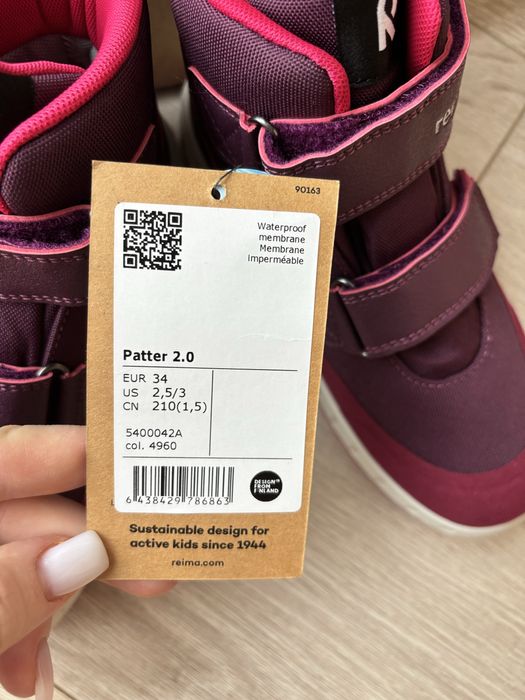 90163
Waterproof
membrane
Membrane
Imperméable
Patter 2.0
EUR 34
US 2,5/3
CN 210(1,5)
5400042A
col. 4960
6 438429 786863
DESIGN
FROM
FINLAND
Sustainable design for
active kids since 1944
reima.com